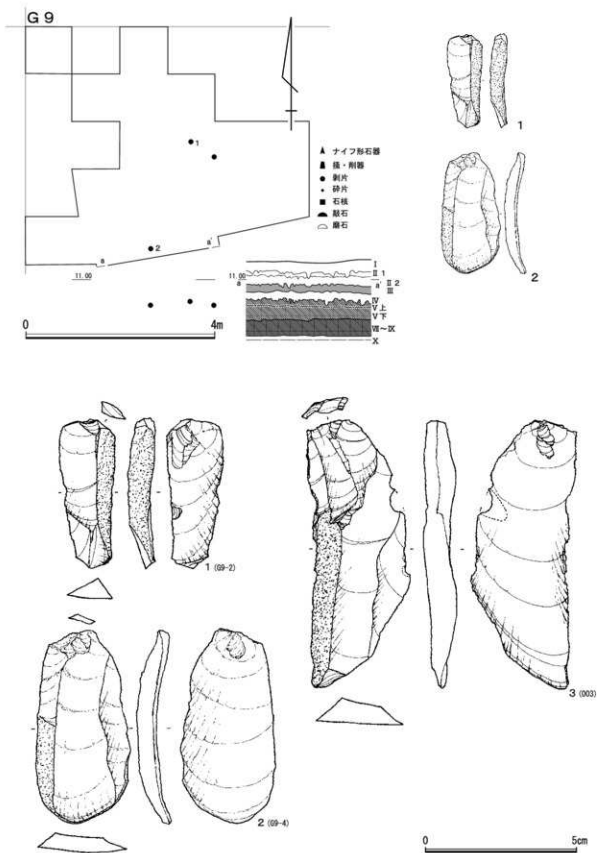 G 9
1
2
a
a'
ナイフ形石器
掻・削器
剥片
砕片
石核
敲石
磨石
11.00
11.00
a
a'
I
II 1
II 2
III
IV
V上
V下
VII〜IX
X
0
4m
1
2
1 (G9-2)
2 (G9-4)
3 (003)
0
5cm